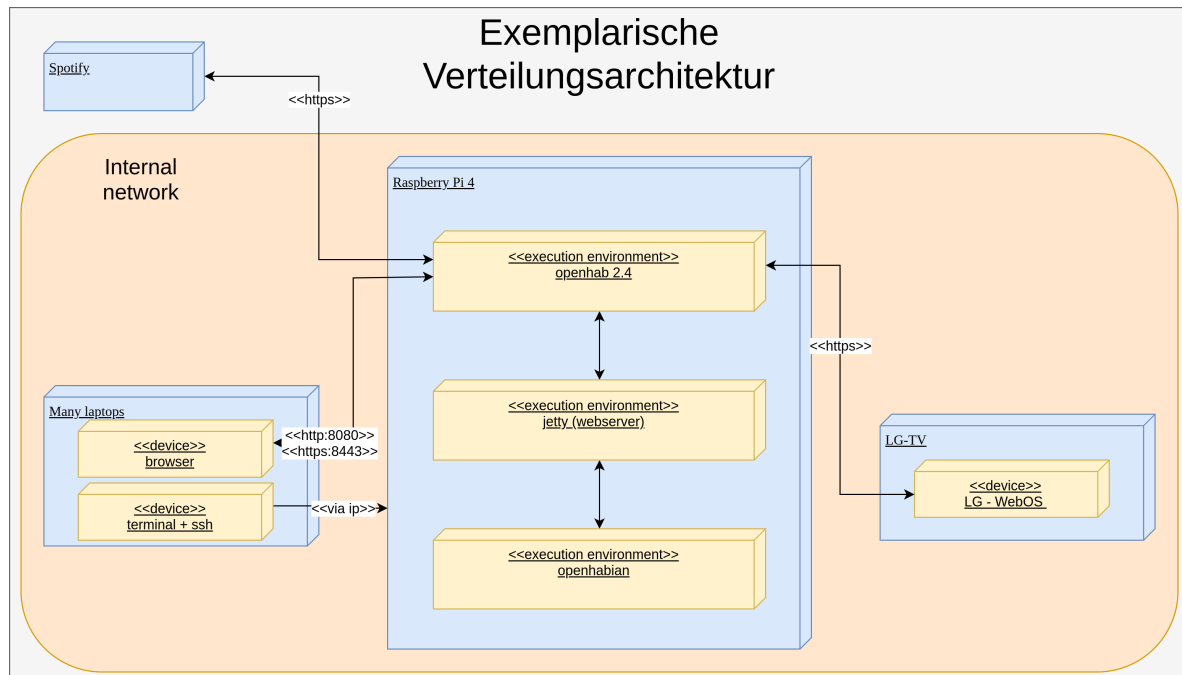 Exemplarische
Verteilungsarchitektur
Spotify
<<https>>
Internal
network
Raspberry Pi 4
<<execution environment>>
openhab 2.4
<<https>>
<<execution environment>>
jetty (webserver)
Many laptops
<<device>>
browser
<<http:8080>>
<<https:8443>>
<<device>>
terminal + ssh
<<via ip>>
LG-TV
<<device>>
LG - WebOS
<<execution environment>>
openhabian